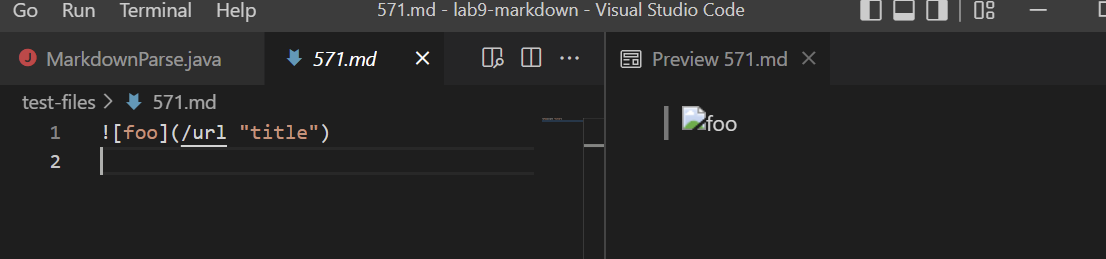 Go Run Terminal Help 571.md - lab9-markdown - Visual Studio Code
J MarkdownParse.java 571.md Preview 571.md
test-files > 571.md
1 ![foo](/url "title")
2
foo